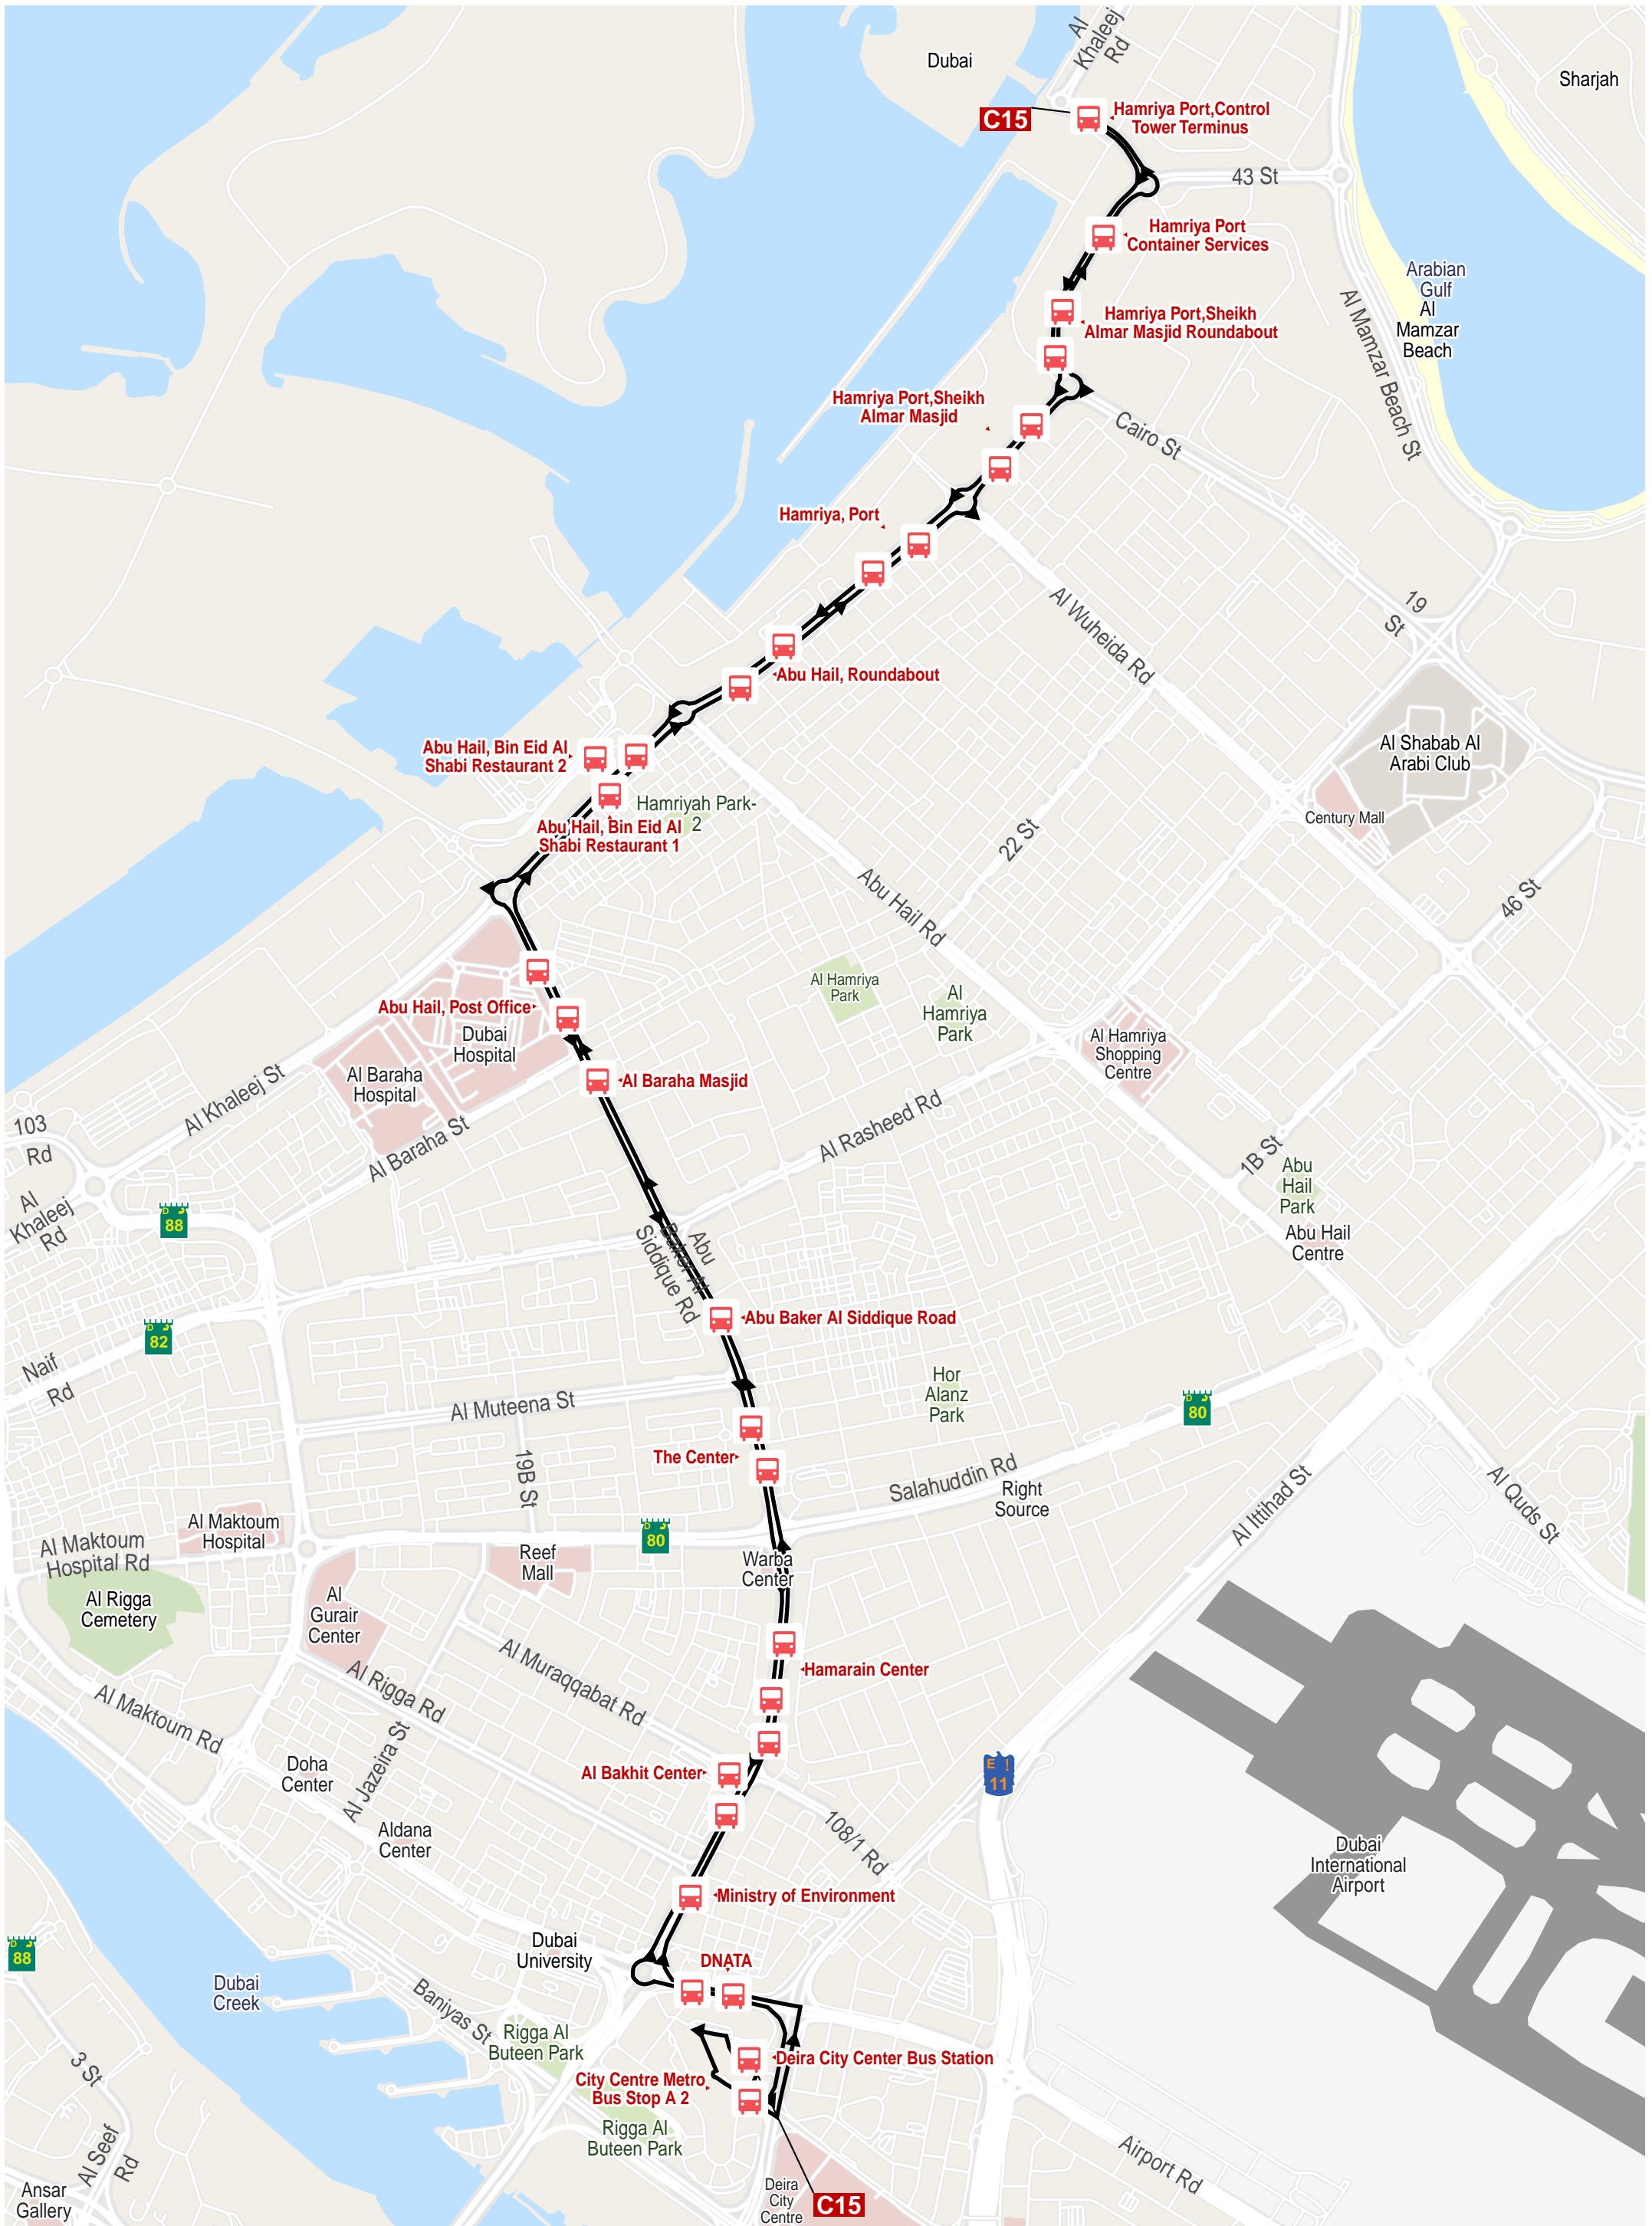 Al
Khaleej
Rd
Dubai
Sharjah
C15
Hamriya Port,Control
Tower Terminus
43 St
Hamriya Port
Container Services
Arabian
Gulf
Al
Mamzar
Beach
Hamriya Port,Sheikh
Almar Masjid Roundabout
Al Mamzar Beach St
Hamriya Port,Sheikh
Almar Masjid
Cairo St
Hamriya, Port
Al Wuheida Rd
19
St
Abu Hail, Roundabout
Abu Hail, Bin Eid Al
Shabi Restaurant 2
Al Shabab Al
Arabi Club
Hamriyah Park-
2
Century Mall
Abu Hail, Bin Eid Al
Shabi Restaurant 1
22 St
Abu Hail Rd
46 St
Al Hamriya
Park
Al
Hamriya
Park
Abu Hail, Post Office
Dubai
Hospital
Al Hamriya
Shopping
Centre
Al Baraha
Hospital
Al Baraha Masjid
Al Khaleej St
103
Rd
Al Baraha St
Al Rasheed Rd
1B St
Abu
Hail
Park
Al
Khaleej
Rd
D
88
Abu Hail
Centre
Abu
Baker Al
Siddique Rd
Abu Baker Al Siddique Road
D
82
Naif
Rd
Hor
Alanz
Park
Al Muteena St
D
80
The Center
19B St
Salahuddin Rd
Right
Source
Al Ittihad St
Al Quds St
Al Maktoum
Hospital
Al Maktoum
Hospital Rd
D
80
Reef
Mall
Warba
Center
Al Rigga
Cemetery
Al
Gurair
Center
Hamarain Center
Al Muraqqabat Rd
Al Rigga Rd
Al Maktoum Rd
Al Jazeira St
Doha
Center
Al Bakhit Center
E
11
Aldana
Center
108/1 Rd
Dubai
International
Airport
Ministry of Environment
Dubai
University
DNATA
D
88
Dubai
Creek
Baniyas St
Rigga Al
Buteen Park
Deira City Center Bus Station
3 St
City Centre Metro
Bus Stop A 2
Rigga Al
Buteen Park
Al Seef
Rd
Airport Rd
Ansar
Gallery
Deira
City
Centre
C15